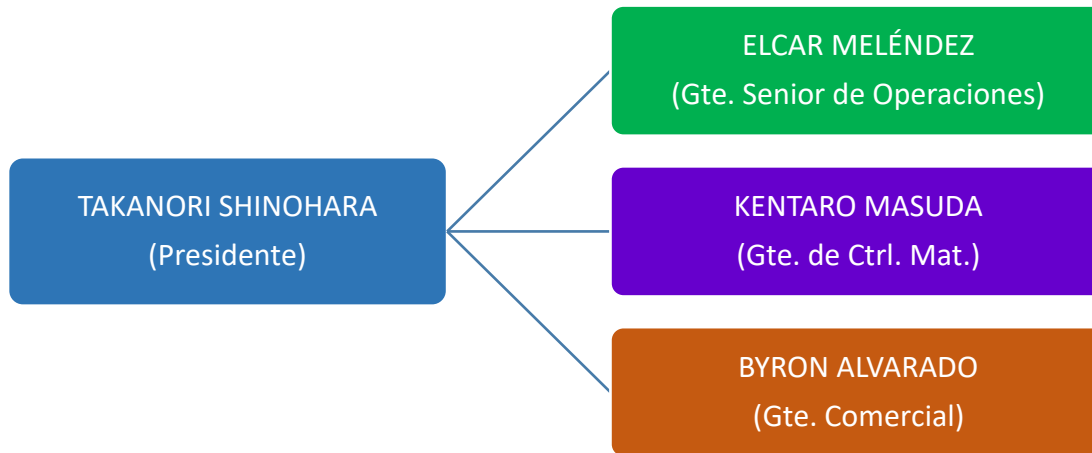 TAKANORI SHINOHARA
(Presidente)
ELCAR MELÉNDEZ
(Gte. Senior de Operaciones)
KENTARO MASUDA
(Gte. de Ctrl. Mat.)
BYRON ALVARADO
(Gte. Comercial)